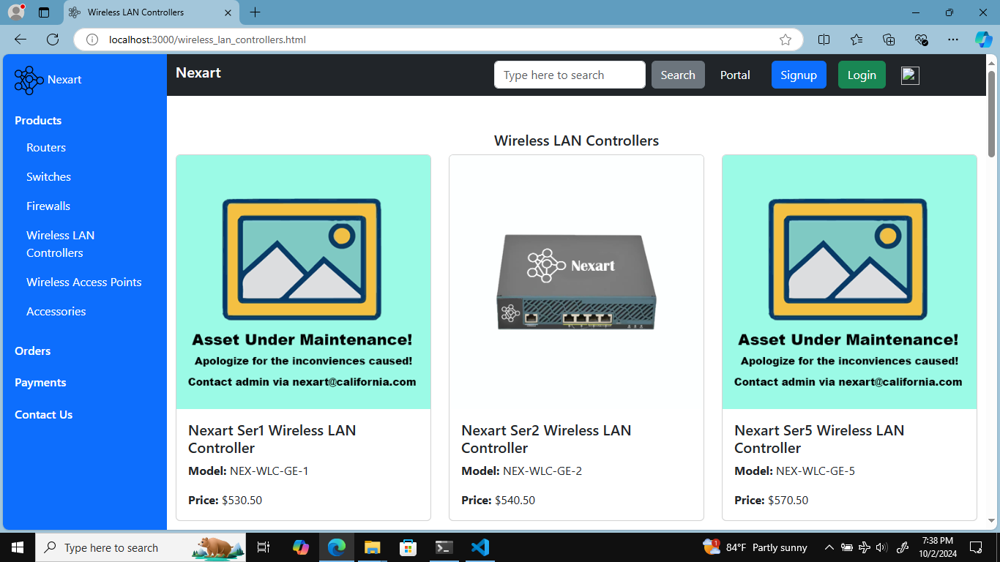 Wireless LAN Controllers
localhost:3000/wireless_lan_controllers.html
Nexart
Products
Routers
Switches
Firewalls
Wireless LAN
Controllers
Wireless Access Points
Accessories
Orders
Payments
Contact Us
Nexart
Type here to search
Search
Portal
Signup
Login
Wireless LAN Controllers
Asset Under Maintenance!
Apologize for the inconviences caused!
Contact admin via nexart@california.com
Nexart Ser1 Wireless LAN
Controller
Model: NEX-WLC-GE-1
Price: $530.50
Nexart
Nexart Ser2 Wireless LAN
Controller
Model: NEX-WLC-GE-2
Price: $540.50
Asset Under Maintenance!
Apologize for the inconviences caused!
Contact admin via nexart@california.com
Nexart Ser5 Wireless LAN
Controller
Model: NEX-WLC-GE-5
Price: $570.50
Type here to search
1
84°F Partly sunny
7:38 PM
10/2/2024